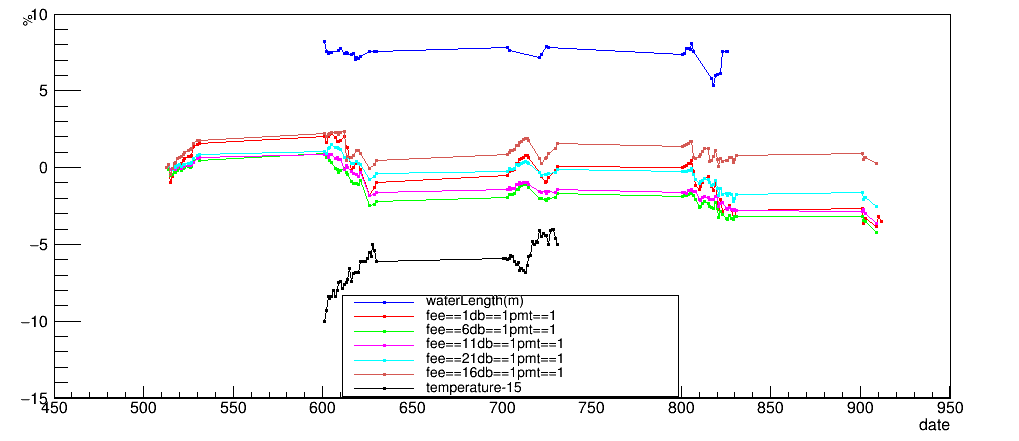 %
10
5
0
−5
−10
−15
450
500
550
600
650
700
750
800
850
900
950
date
waterLength(m)
fee==1db==1pmt==1
fee==6db==1pmt==1
fee==11db==1pmt==1
fee==21db==1pmt==1
fee==16db==1pmt==1
temperature-15